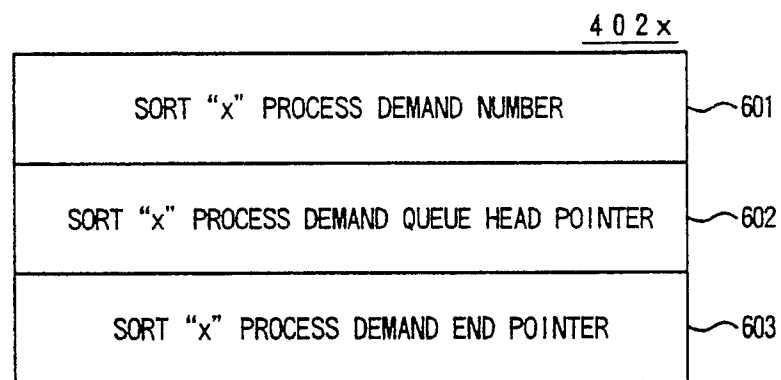 402x
SORT “x” PROCESS DEMAND NUMBER
601
SORT “x” PROCESS DEMAND QUEUE HEAD POINTER
602
SORT “x” PROCESS DEMAND END POINTER
603